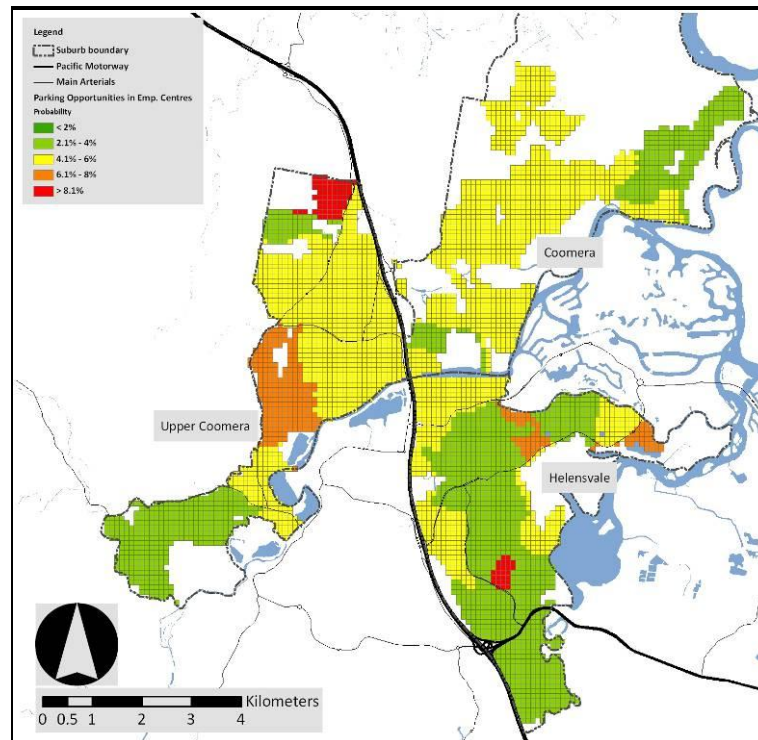 Legend
Suburb boundary
Pacific Motorway
Main Arterials
Parking Opportunities in Emp. Centres
Probability
< 2%
2.1% - 4%
4.1% - 6%
6.1% - 8%
> 8.1%
Coomera
Upper Coomera
Helensvale
Kilometers
0 0.5 1 2 3 4